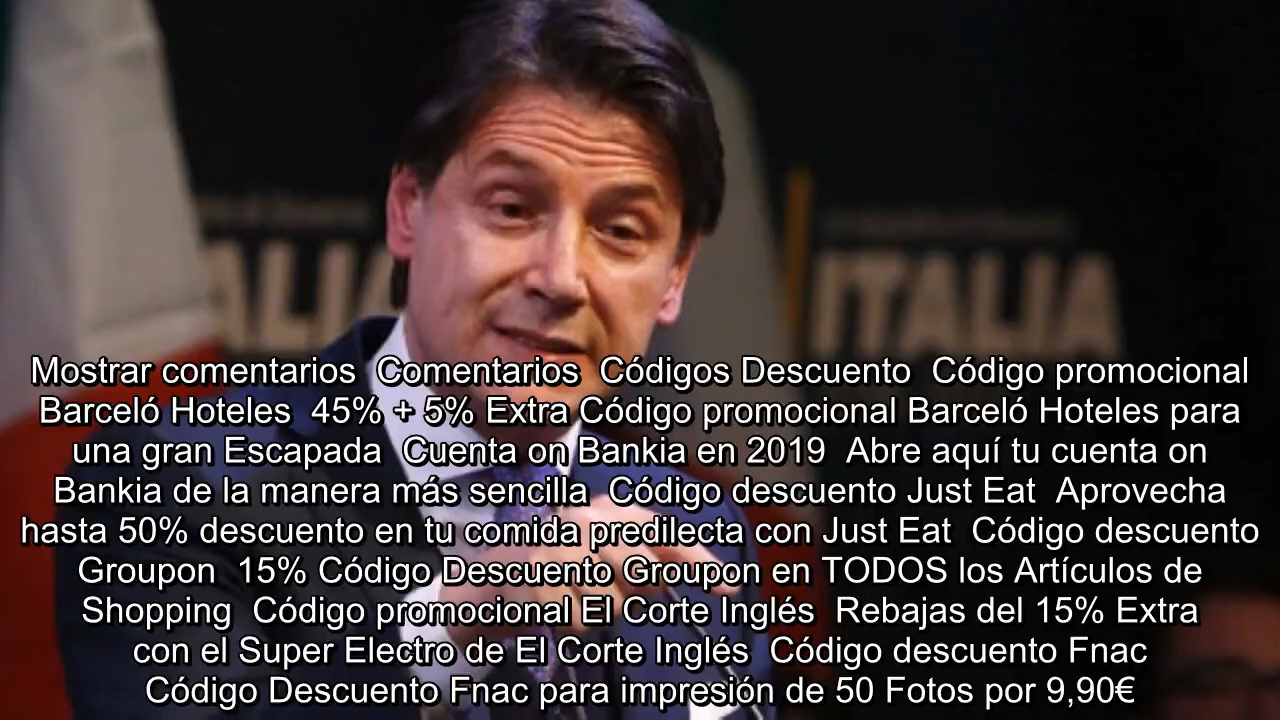 ALIA
ITALIA
Mostrar comentarios  Comentarios  Códigos Descuento  Código promocional
Barceló Hoteles  45% + 5% Extra Código promocional Barceló Hoteles para
una gran Escapada  Cuenta on Bankia en 2019  Abre aquí tu cuenta on
Bankia de la manera más sencilla  Código descuento Just Eat  Aprovecha
hasta 50% descuento en tu comida predilecta con Just Eat  Código descuento
Groupon  15% Código Descuento Groupon en TODOS los Artículos de
Shopping  Código promocional El Corte Inglés  Rebajas del 15% Extra
con el Super Electro de El Corte Inglés  Código descuento Fnac
Código Descuento Fnac para impresión de 50 Fotos por 9,90€